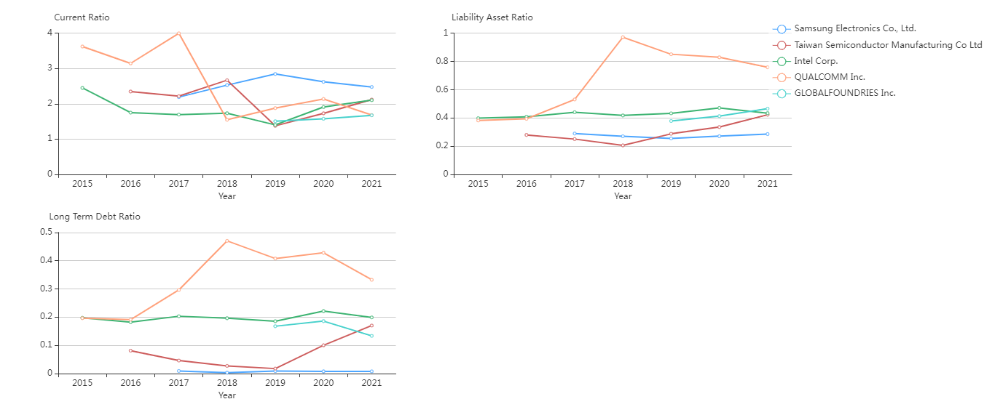 Current Ratio
4
3
2
1
0
2015 2016 2017 2018 2019 2020 2021
Year
Liability Asset Ratio
1
0.8
0.6
0.4
0.2
0
2015 2016 2017 2018 2019 2020 2021
Year
Samsung Electronics Co., Ltd.
Taiwan Semiconductor Manufacturing Co Ltd
Intel Corp.
QUALCOMM Inc.
GLOBALFOUNDRIES Inc.
Long Term Debt Ratio
0.5
0.4
0.3
0.2
0.1
0
2015 2016 2017 2018 2019 2020 2021
Year